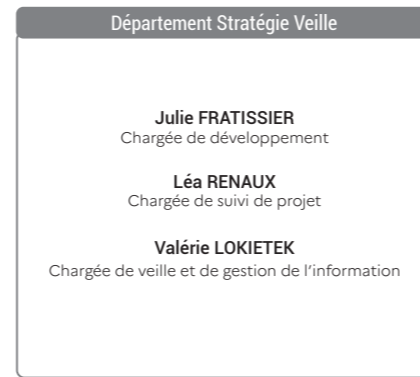 Département Stratégie Veille
Julie FRATISSIER
Chargée de développement
Léa RENAUX
Chargée de suivi de projet
Valérie LOKIETEK
Chargée de veille et de gestion de l'information